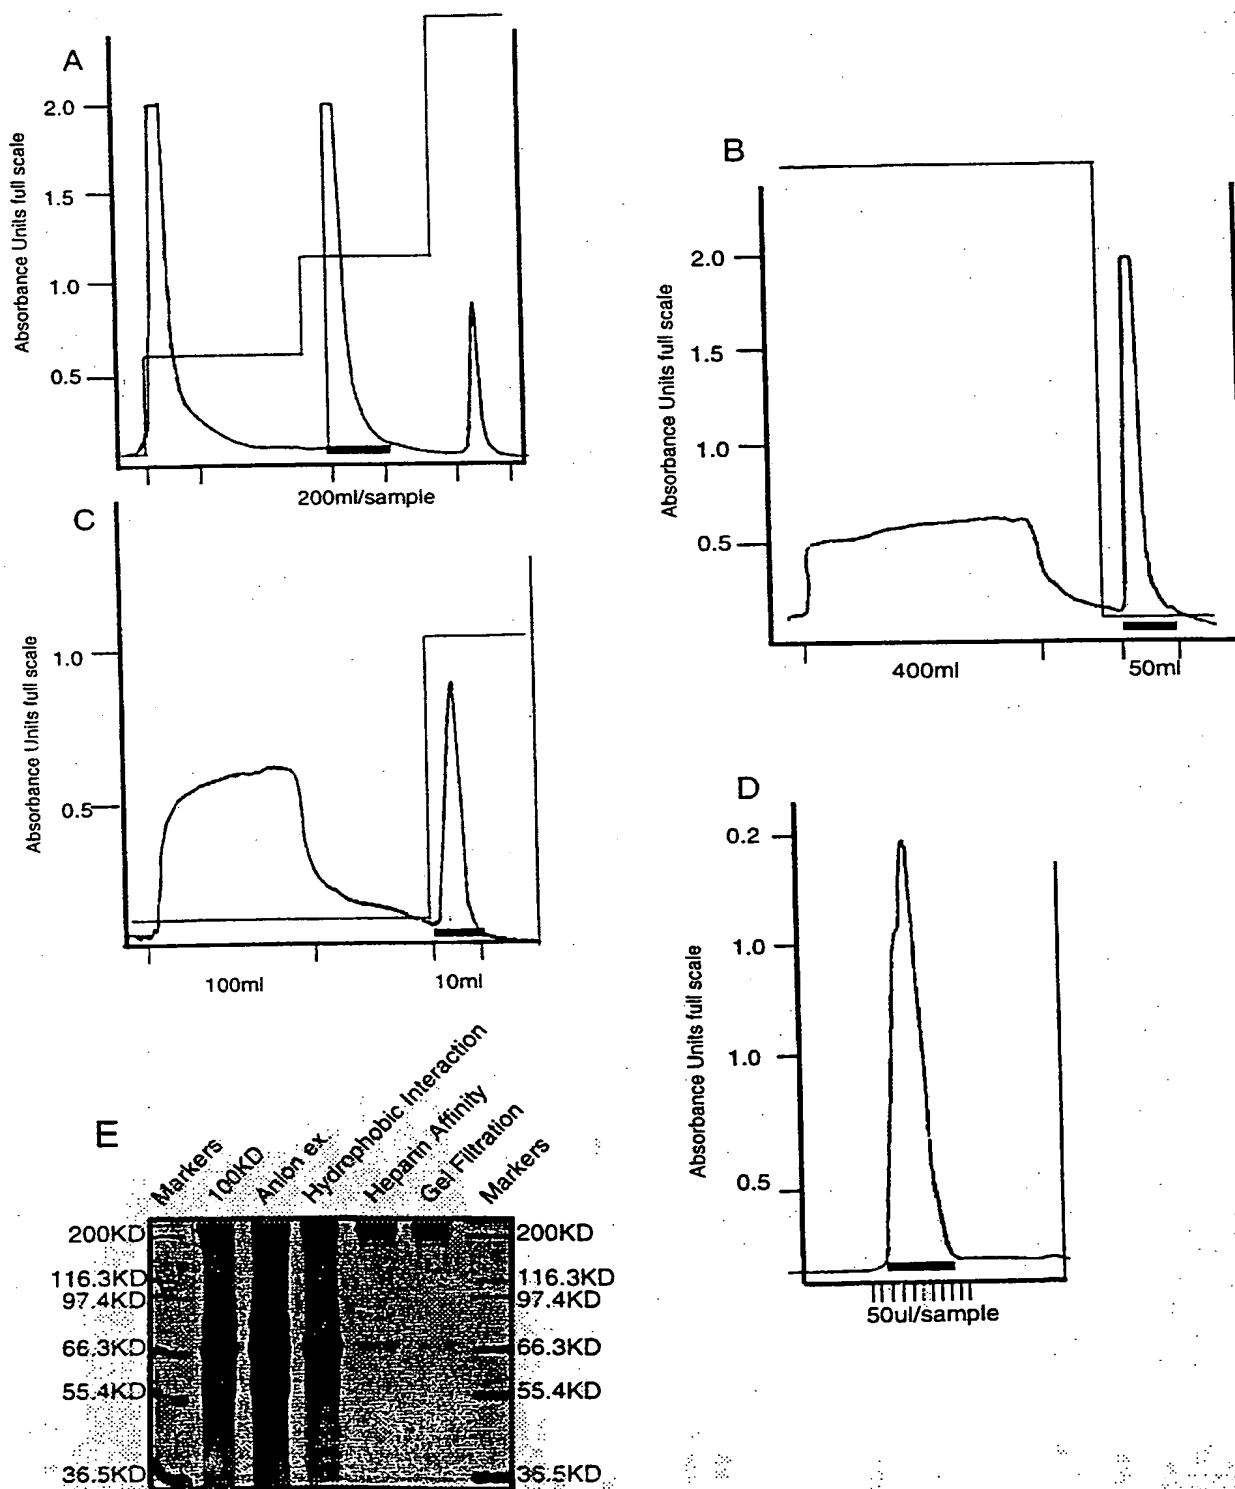 A
Absorbance Units full scale
2.0
1.5
1.0
0.5
200ml/sample
B
Absorbance Units full scale
2.0
1.5
1.0
0.5
400ml
50ml
C
Absorbance Units full scale
1.0
0.5
100ml
10ml
D
Absorbance Units full scale
0.2
1.0
1.0
0.5
50ul/sample
E
Markers
100KD
Anion ex.
Hydrophobic Interaction
Heparin Affinity
Gel Filtration
Markers
200KD
116.3KD
97.4KD
66.3KD
55.4KD
36.5KD
200KD
116.3KD
97.4KD
66.3KD
55.4KD
36.5KD